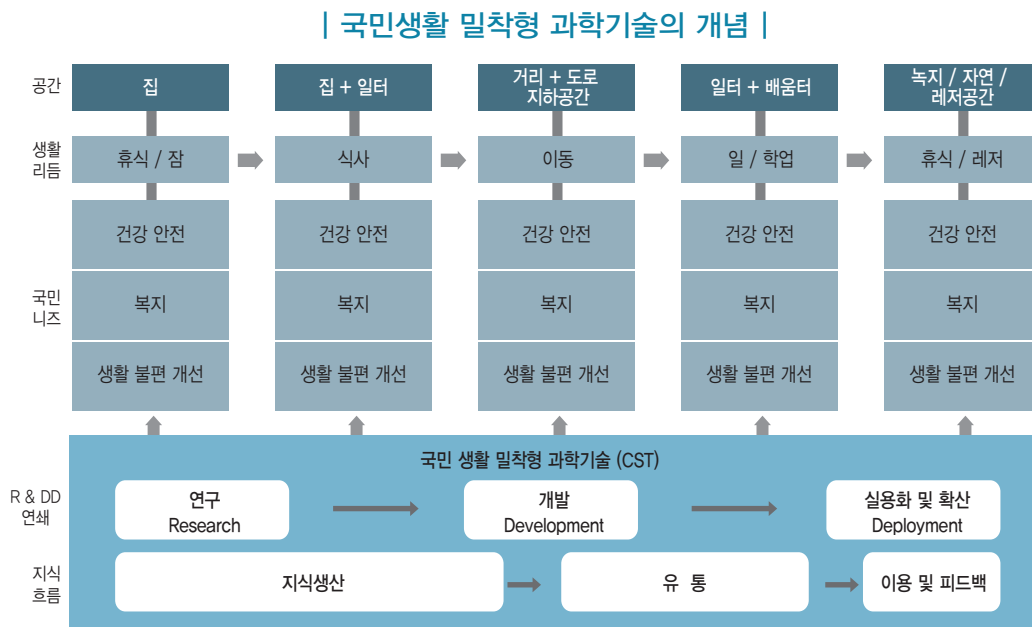 | 국민생활 밀착형 과학기술의 개념 |
공간
집
집 + 일터
거리 + 도로
지하공간
일터 + 배움터
녹지 / 자연 /
레저공간
생활
리듬
휴식 / 잠
식사
이동
일 / 학업
휴식 / 레저
국민
니즈
건강 안전
건강 안전
건강 안전
건강 안전
건강 안전
복지
복지
복지
복지
복지
생활 불편 개선
생활 불편 개선
생활 불편 개선
생활 불편 개선
생활 불편 개선
국민 생활 밀착형 과학기술 (CST)
R & DD
연쇄
연구
Research
개발
Development
실용화 및 확산
Deployment
지식
흐름
지식생산
유 통
이용 및 피드백